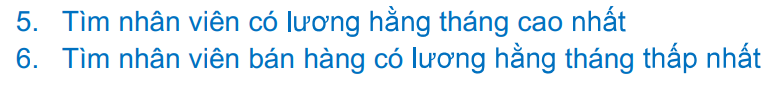 5. Tìm nhân viên có lương hằng tháng cao nhất
6. Tìm nhân viên bán hàng có lương hằng tháng thấp nhất